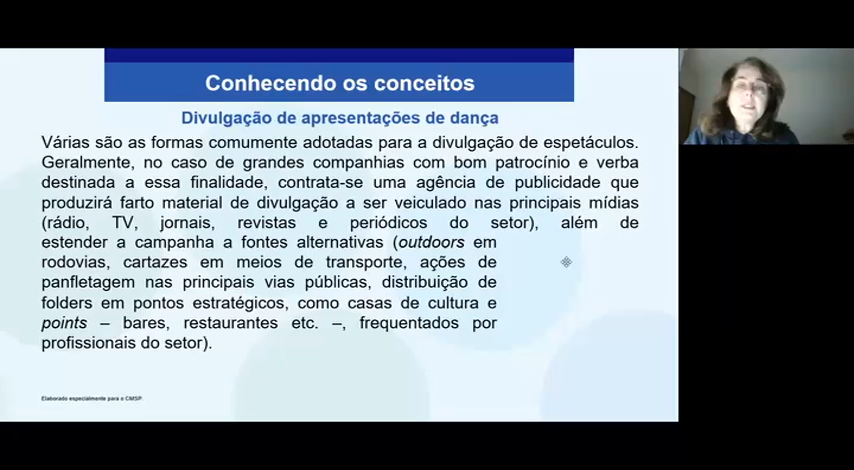 Conhecendo os conceitos
Divulgação de apresentações de dança
Várias são as formas comumente adotadas para a divulgação de espetáculos.
Geralmente, no caso de grandes companhias com bom patrocínio e verba
destinada a essa finalidade, contrata-se uma agência de publicidade que
produzirá farto material de divulgação a ser veiculado nas principais mídias
(rádio, TV, jornais, revistas e periódicos do setor), além de
estender a campanha a fontes alternativas (outdoors em
rodovias, cartazes em meios de transporte, ações de
panfletagem nas principais vias públicas, distribuição de
folders em pontos estratégicos, como casas de cultura e
points – bares, restaurantes etc. –, frequentados por
profissionais do setor).
Elaborado especialmente para o CMSP